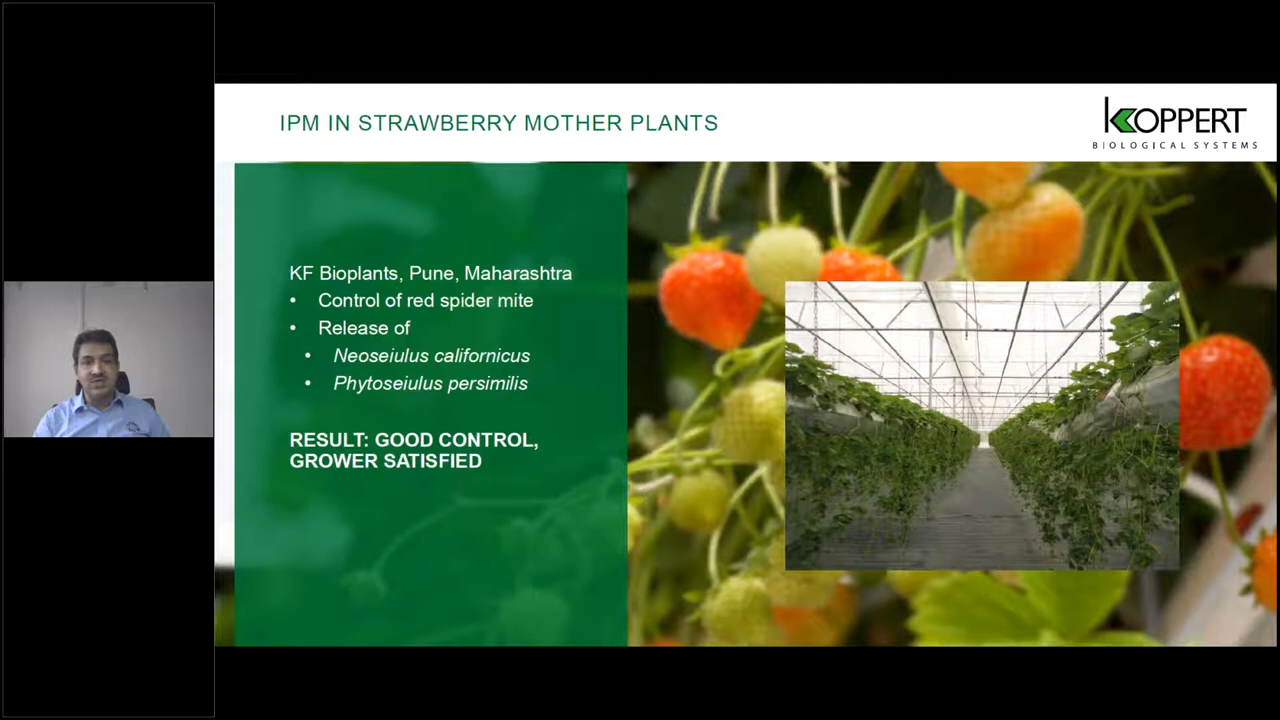 IPM IN STRAWBERRY MOTHER PLANTS
KOPPERT
BIOLOGICAL SYSTEMS
KF Bioplants, Pune, Maharashtra
• Control of red spider mite
• Release of
• Neoseiulus californicus
• Phytoseiulus persimilis
RESULT: GOOD CONTROL,
GROWER SATISFIED